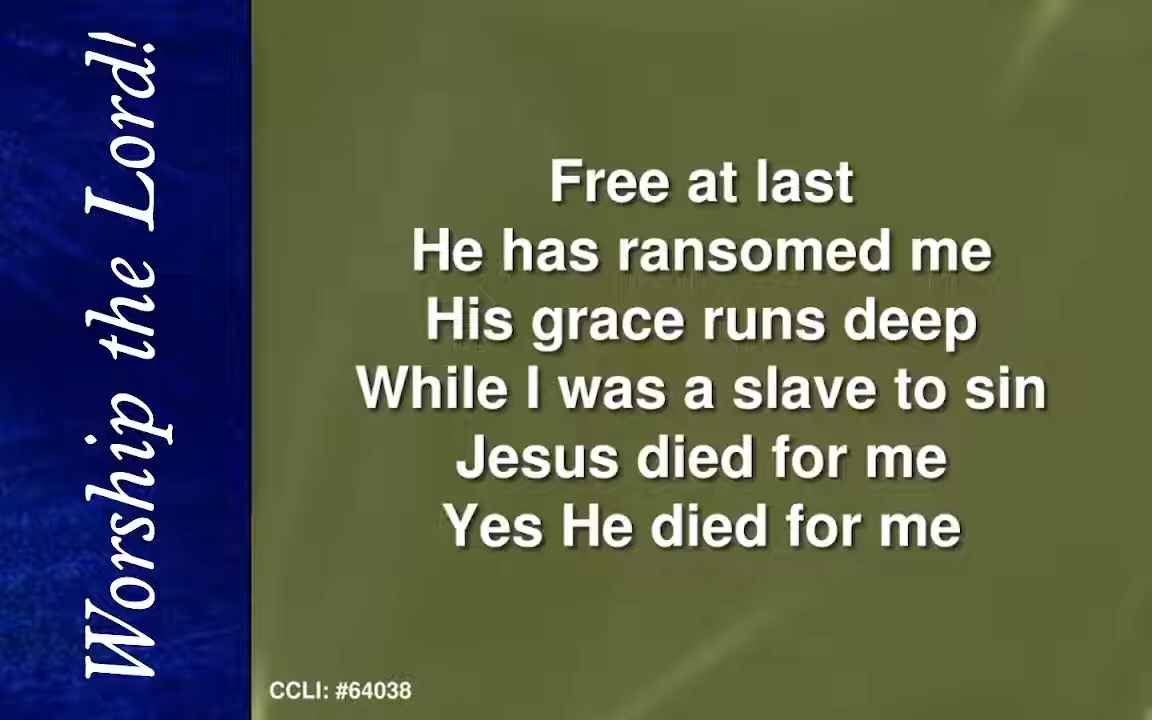 Worship the Lord!
Free at last
He has ransomed me
His grace runs deep
While I was a slave to sin
Jesus died for me
Yes He died for me
CCLI: #64038